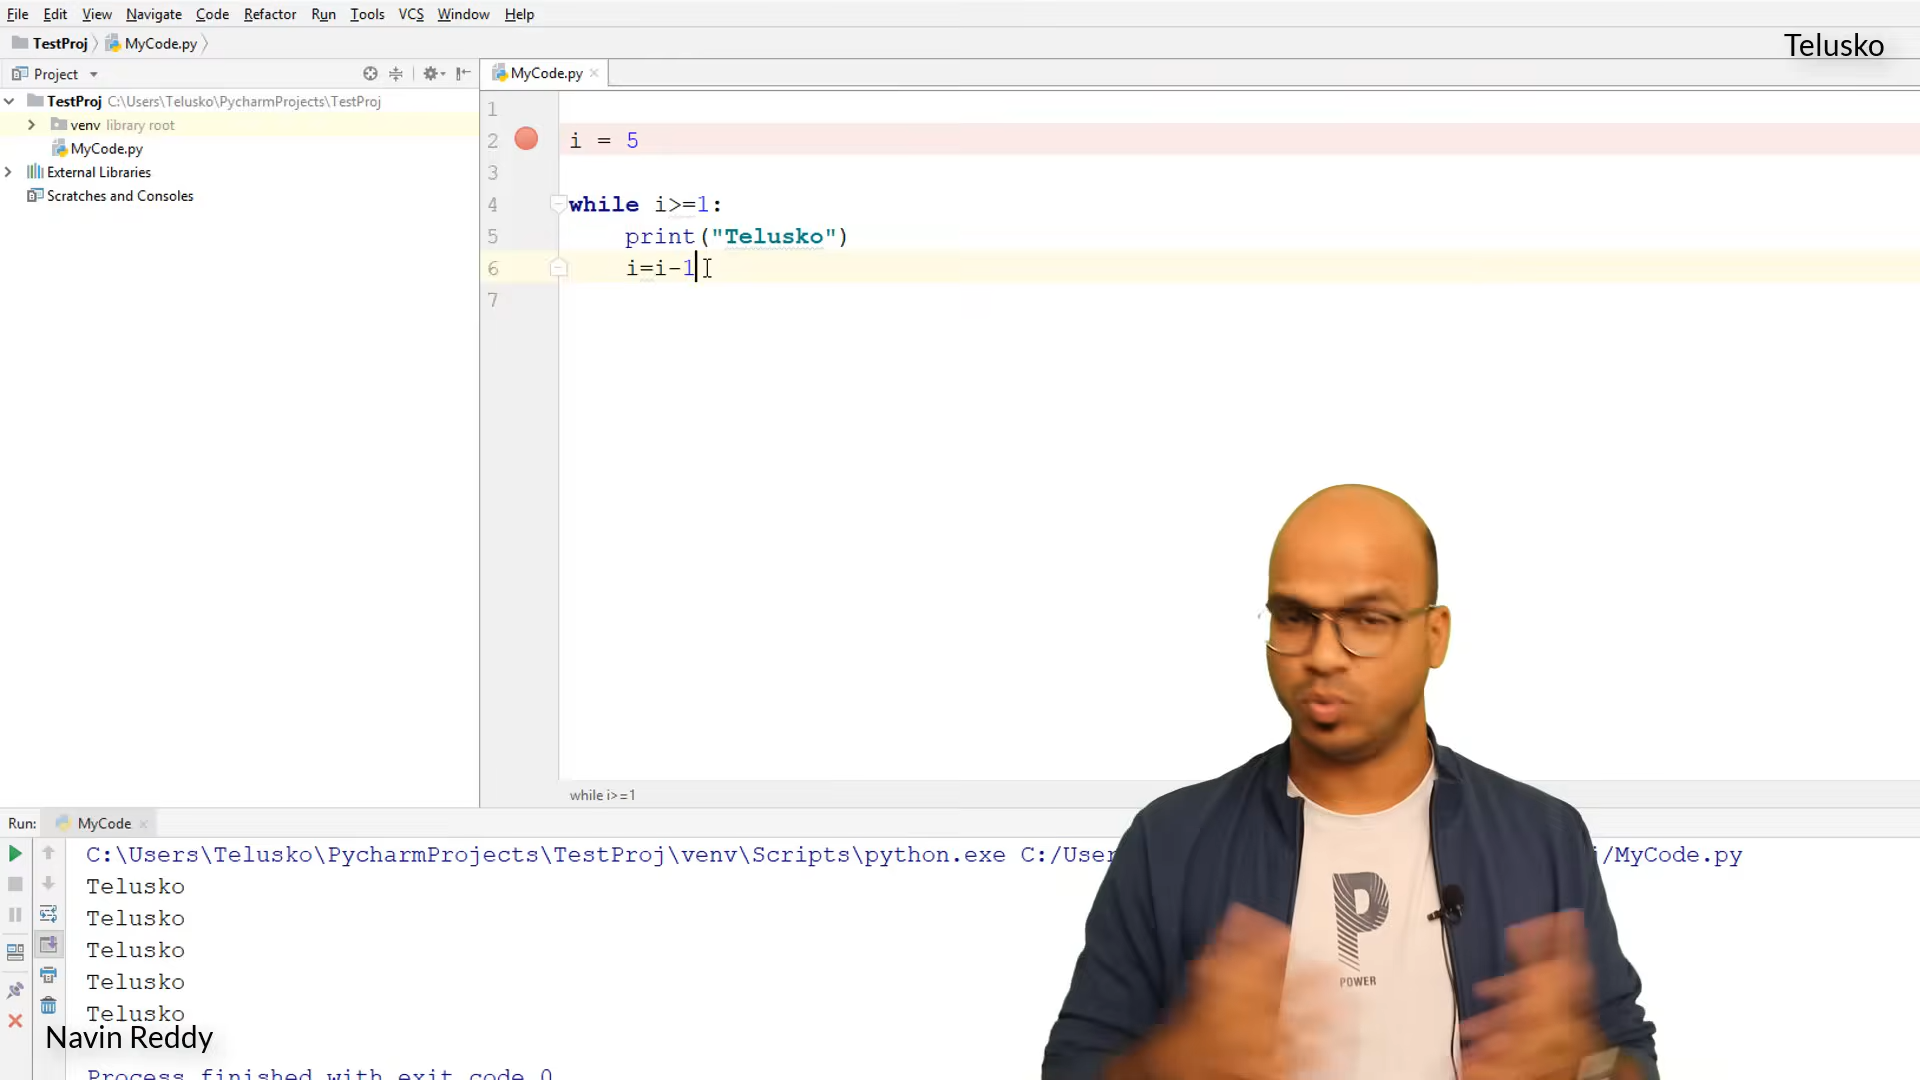 File Edit View Navigate Code Refactor Run Tools VCS Window Help
TestProj MyCode.py
Telusko
Project
MyCode.py
TestProj C:\Users\Telusko\PycharmProjects\TestProj
venv library root
MyCode.py
External Libraries
Scratches and Consoles
1
2 i = 5
3
4 while i>=1:
5 print("Telusko")
6 i=i-1
7
while i>=1
Run: MyCode
C:\Users\Telusko\PycharmProjects\TestProj\venv\Scripts\python.exe C:/User /MyCode.py
Telusko
Telusko
Telusko
Telusko
Telusko
Navin Reddy
Process finished with exit code 0
P
POWER